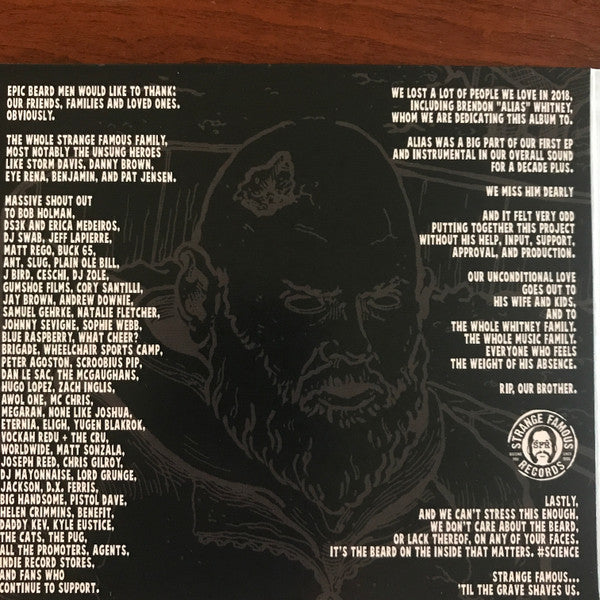 EPIC BEARD MEN WOULD LIKE TO THANK:
OUR FRIENDS, FAMILIES AND LOVED ONES.
OBVIOUSLY.
THE WHOLE STRANGE FAMOUS FAMILY,
MOST NOTABLY THE UNSUNG HEROES
LIKE STORM DAVIS, DANNY BROWN,
EYE RENA, BENJAMIN, AND PAT JENSEN.
MASSIVE SHOUT OUT
TO BOB HOLMAN,
DS3K AND ERICA MEDEIROS,
DJ SWAB, JEFF LAPIERRE,
MATT REGO, BUCK 65,
ANT, SLUG, PLAIN OLE BILL,
J BIRD, CESCHI, DJ ZOLE,
GUMSHOE FILMS, CORY SANTILLI,
JAY BROWN, ANDREW DOWNIE,
SAMUEL GEHRKE, NATALIE FLETCHER,
JOHNNY SEVIGNE, SOPHIE WEBB,
BLUE RASPBERRY, WHAT CHEER?
BRIGADE, WHEELCHAIR SPORTS CAMP,
PETER AGOSTON, SCROOBIUS PIP,
DAN LE SAC, THE MCGAUGHANS,
HUGO LOPEZ, ZACH INGLIS,
AWOL ONE, MC CHRIS,
MEGARAN, NONE LIKE JOSHUA,
ETERNIA, ELIGH, YUGEN BLAKROK,
VOCKAH REDU + THE CRU,
WORLDWIDE, MATT SONZALA,
JOSEPH REED, CHRIS GILROY,
DJ MAYONNAISE, LORD GRUNGE,
JACKSON, D.X. FERRIS,
BIG HANDSOME, PISTOL DAVE,
HELEN CRIMMINS, BENEFIT,
DADDY KEV, KYLE EUSTICE,
THE CATS, THE PUG,
ALL THE PROMOTERS, AGENTS,
INDIE RECORD STORES,
AND FANS WHO
CONTINUE TO SUPPORT.
WE LOST A LOT OF PEOPLE WE LOVE IN 2018,
INCLUDING BRENDON "ALIAS" WHITNEY,
WHOM WE ARE DEDICATING THIS ALBUM TO.
ALIAS WAS A BIG PART OF OUR FIRST EP
AND INSTRUMENTAL IN OUR OVERALL SOUND
FOR A DECADE PLUS.
WE MISS HIM DEARLY
AND IT FELT VERY ODD
PUTTING TOGETHER THIS PROJECT
WITHOUT HIS HELP, INPUT, SUPPORT,
APPROVAL, AND PRODUCTION.
OUR UNCONDITIONAL LOVE
GOES OUT TO
HIS WIFE AND KIDS,
AND TO
THE WHOLE WHITNEY FAMILY.
THE WHOLE MUSIC FAMILY.
EVERYONE WHO FEELS
THE WEIGHT OF HIS ABSENCE.
RIP, OUR BROTHER.
STRANGE FAMOUS
RECORDS
LASTLY,
AND WE CAN'T STRESS THIS ENOUGH,
WE DON'T CARE ABOUT THE BEARD,
OR LACK THEREOF, ON ANY OF YOUR FACES.
IT'S THE BEARD ON THE INSIDE THAT MATTERS. #SCIENCE
STRANGE FAMOUS...
'TIL THE GRAVE SHAVES US.